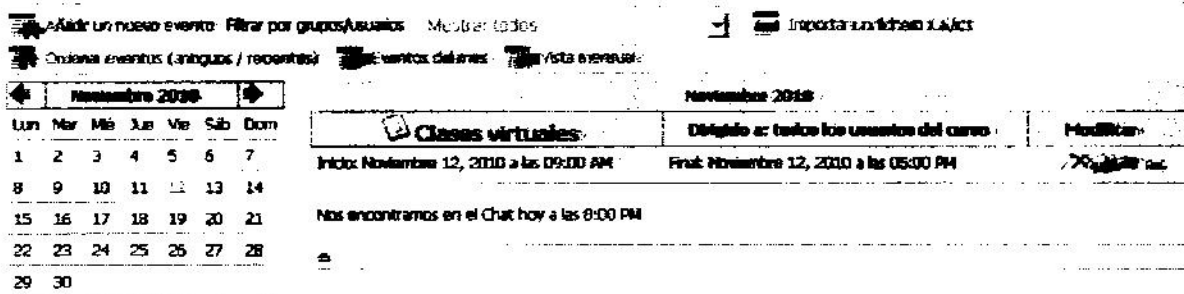 Añadir un nuevo evento Filtrar por grupos/usuarios Mostrar todos Importar un fichero
Ordenar eventos (antiguos / recientes) Eventos del mes Vista mensual
Noviembre 2010
Lun Mar Mié Jue Vie Sáb Dom
1 2 3 4 5 6 7
8 9 10 11 12 13 14
15 16 17 18 19 20 21
22 23 24 25 26 27 28
29 30
Noviembre 2010
Clases virtuales Dirigido a: todos los usuarios del curso Modificar
Inicio: Noviembre 12, 2010 a las 09:00 AM Final: Noviembre 12, 2010 a las 05:00 PM
Nos encontramos en el Chat hoy a las 8:00 PM